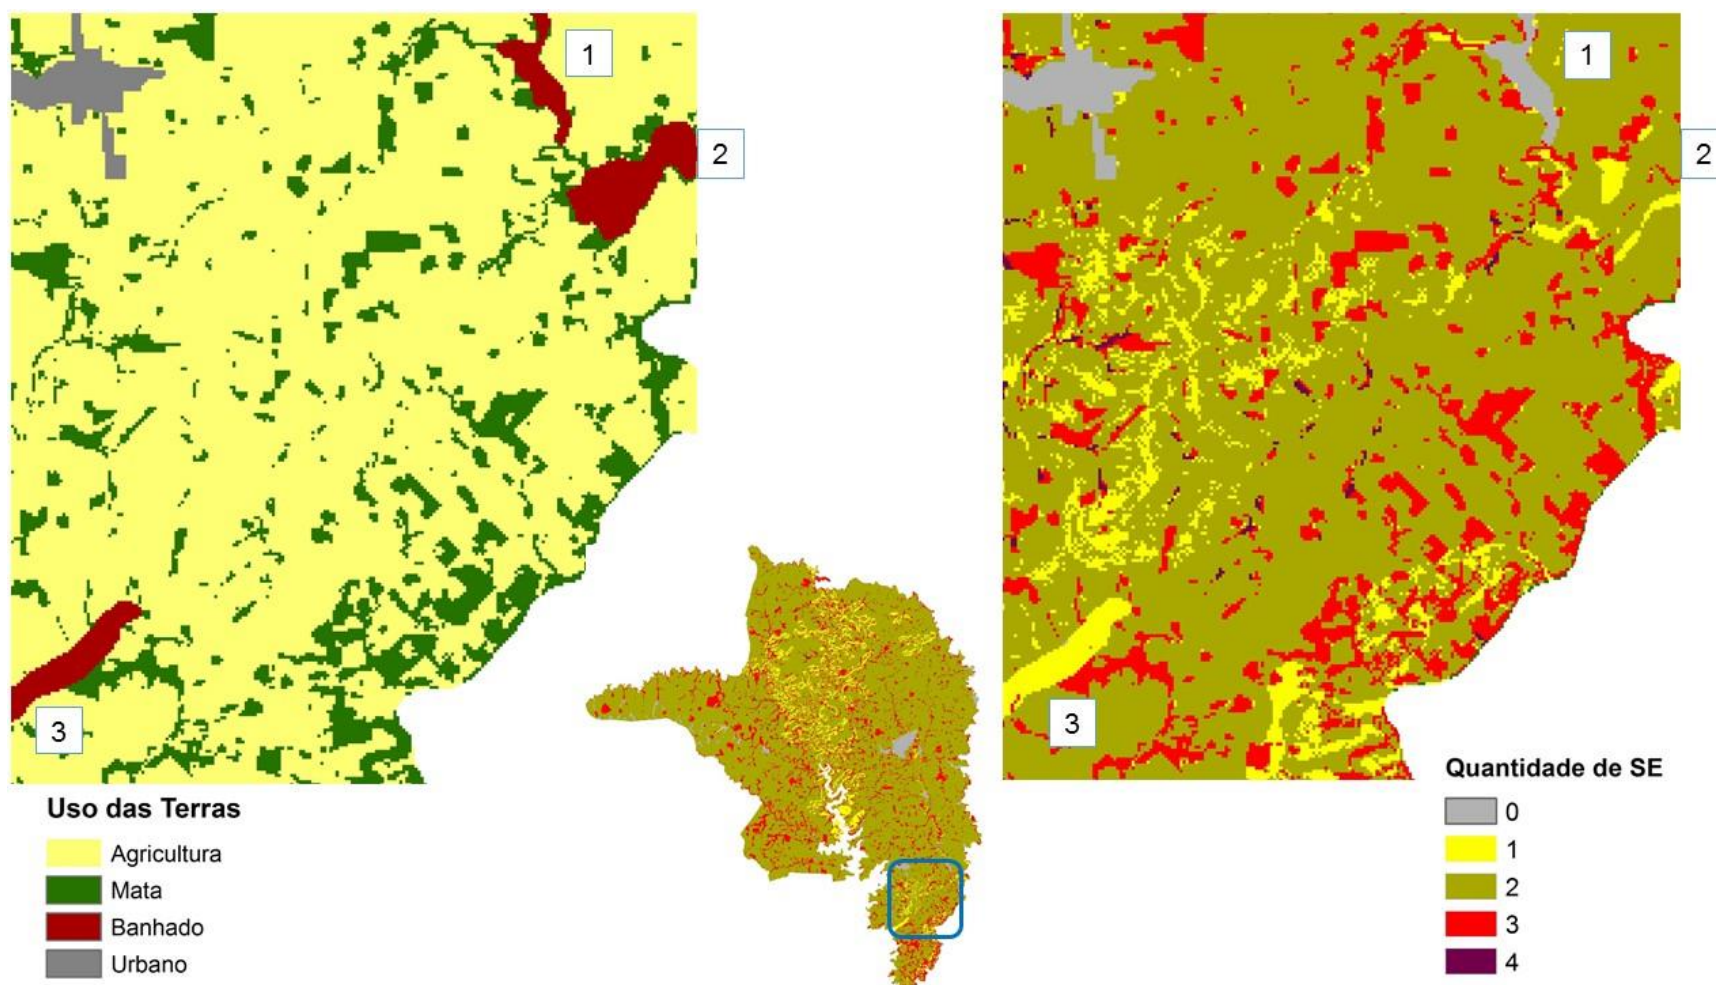 1
2
3
Uso das Terras
Agricultura
Mata
Banhado
Urbano
1
2
3
Quantidade de SE
0
1
2
3
4